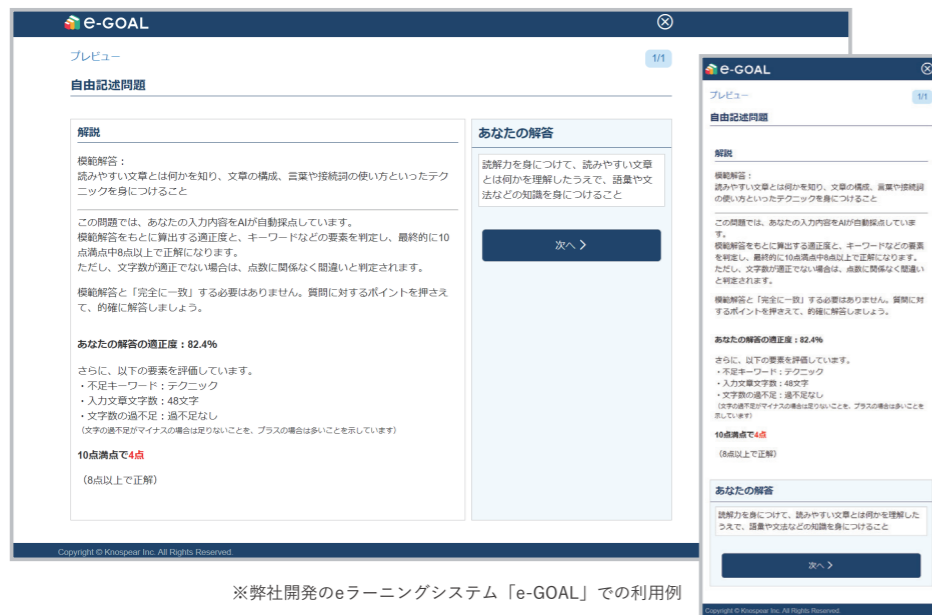 e-GOAL
プレビュー
1/1
自由記述問題
解説
模範解答：
読みやすい文章とは何かを知り、文章の構成、言葉や接続詞の使い方といったテク
ニックを身につけること
この問題では、あなたの入力内容をAIが自動採点しています。
模範解答をもとに算出する適正度と、キーワードなどの要素を判定し、最終的に10
点満点中8点以上で正解になります。
ただし、文字数が適正でない場合は、点数に関係なく間違いと判定されます。
模範解答と「完全に一致」する必要はありません。質問に対するポイントを押さえ
て、的確に解答しましょう。
あなたの解答の適正度：82.4%
さらに、以下の要素を評価しています。
・不足キーワード：テクニック
・入力文章文字数：48文字
・文字数の過不足：過不足なし
（文字の過不足がマイナスの場合は足りないことを、プラスの場合は多いことを示しています）
10点満点で4点
（8点以上で正解）
あなたの解答
読解力を身につけて、読みやすい文章
とは何かを理解したうえで、語彙や文
法などの知識を身につけること
次へ
Copyright © Knospear Inc. All Rights Reserved.
e-GOAL
プレビュー
1/1
自由記述問題
解説
模範解答：
読みやすい文章とは何かを知り、文章の構成、言葉や接続詞
の使い方といったテクニックを身につけること
この問題では、あなたの入力内容をAIが自動採点していま
す。
模範解答をもとに算出する適正度と、キーワードなどの要素
を判定し、最終的に10点満点中8点以上で正解になります。
ただし、文字数が適正でない場合は、点数に関係なく間違い
と判定されます。
模範解答と「完全に一致」する必要はありません。質問に対
するポイントを押さえて、的確に解答しましょう。
あなたの解答の適正度：82.4%
さらに、以下の要素を評価しています。
・不足キーワード：テクニック
・入力文章文字数：48文字
・文字数の過不足：過不足なし
（文字の過不足がマイナスの場合は足りないことを、プラスの場合は多いことを
示しています）
10点満点で4点
（8点以上で正解）
あなたの解答
読解力を身につけて、読みやすい文章とは何かを理解した
うえで、語彙や文法などの知識を身につけること
次へ
Copyright © Knospear Inc. All Rights Reserved.
※弊社開発のeラーニングシステム「e-GOAL」での利用例